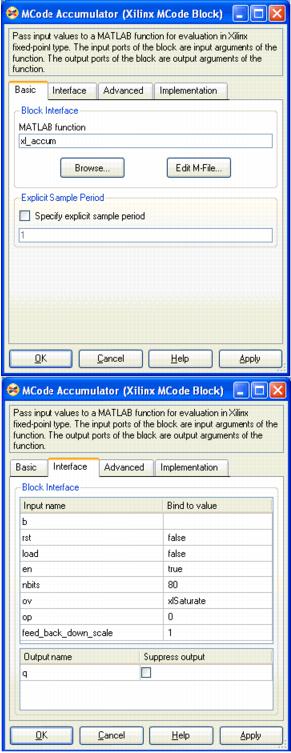 MCode Accumulator (Xilinx MCode Block)
Pass input values to a MATLAB function for evaluation in Xilinx
fixed-point type. The input ports of the block are input arguments of the
function. The output ports of the block are output arguments of the
function.
Basic Interface Advanced Implementation
Block Interface
MATLAB function
xl_accum
Browse... Edit M-File...
Explicit Sample Period
Specify explicit sample period
1
OK Cancel Help Apply
MCode Accumulator (Xilinx MCode Block)
Pass input values to a MATLAB function for evaluation in Xilinx
fixed-point type. The input ports of the block are input arguments of the
function. The output ports of the block are output arguments of the
function.
Basic Interface Advanced Implementation
Block Interface
Input name Bind to value
b
rst false
load false
en true
nbits 80
ov xlSaturate
op 0
feed_back_down_scale 1
Output name Suppress output
q
OK Cancel Help Apply